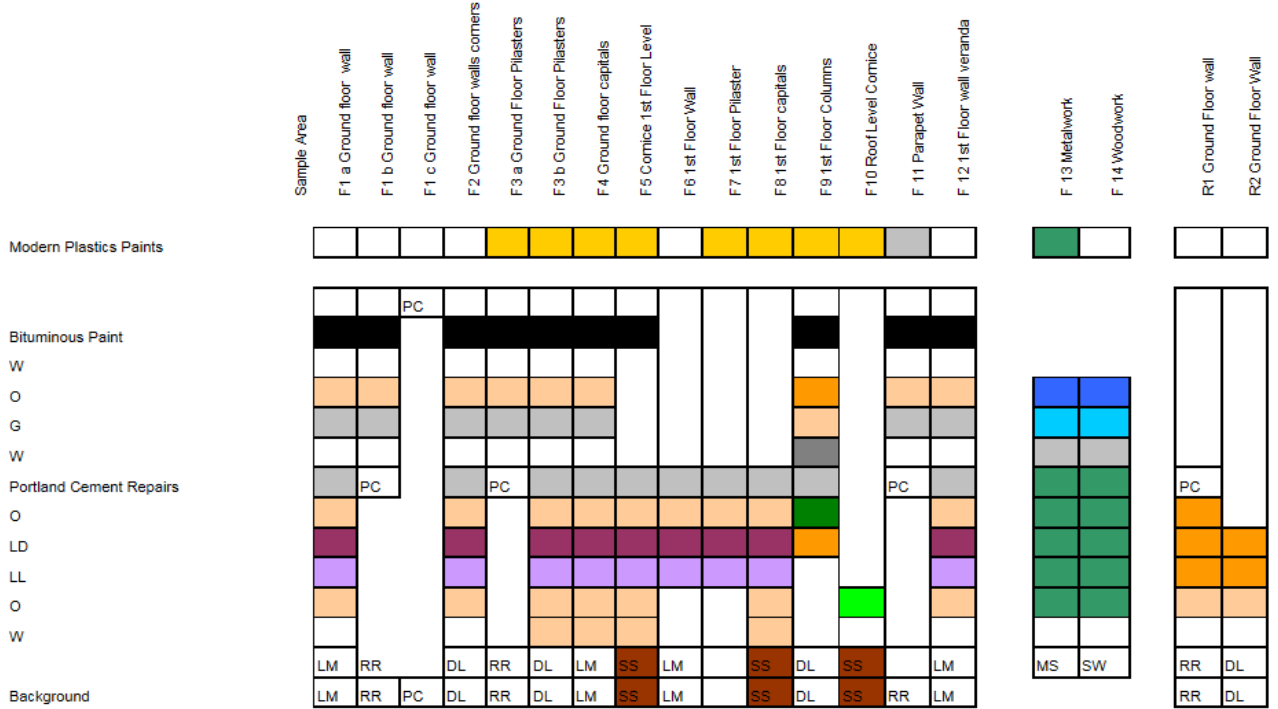 Sample Area
F1 a Ground floor  wall
F1 b Ground floor wall
F1 c Ground floor wall
F2 Ground floor walls corners
F3 a Ground Floor Pilasters
F3 b Ground Floor Pilasters
F4 Ground floor capitals
F5 Cornice 1st Floor Level
F6 1st Floor Wall
F7 1st Floor Pilaster
F8 1st Floor capitals
F9 1st Floor Columns
F10 Roof Level Cornice
F 11 Parapet Wall
F 12 1st Floor wall veranda
F 13 Metalwork
F 14 Woodwork
R1 Ground Floor wall
R2 Ground Floor Wall
Modern Plastics Paints
PC
Bituminous Paint
W
O
G
W
Portland Cement Repairs PC PC PC PC
O
LD
LL
O
W
LM RR DL RR DL LM SS LM SS DL SS LM MS SW RR DL
Background LM RR PC DL RR DL LM SS LM SS DL SS RR LM RR DL